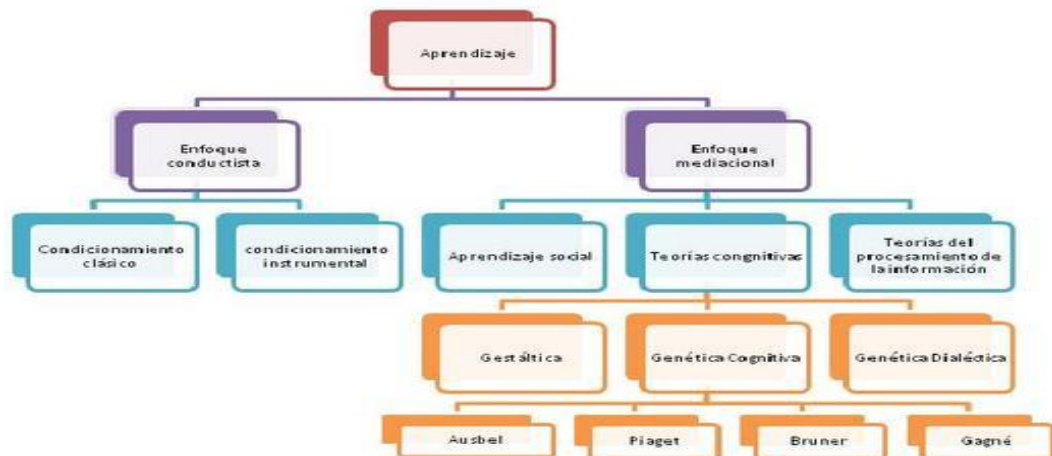 Aprendizaje
Enfoque
conductista
Enfoque
mediacional
Condicionamiento
clásico
condicionamiento
instrumental
Aprendizaje social
Teorías congnitivas
Teorías del
procesamiento de
la información
Gestáltica
Genética Cognitiva
Genética Dialéctica
Ausbel
Piaget
Bruner
Gagné